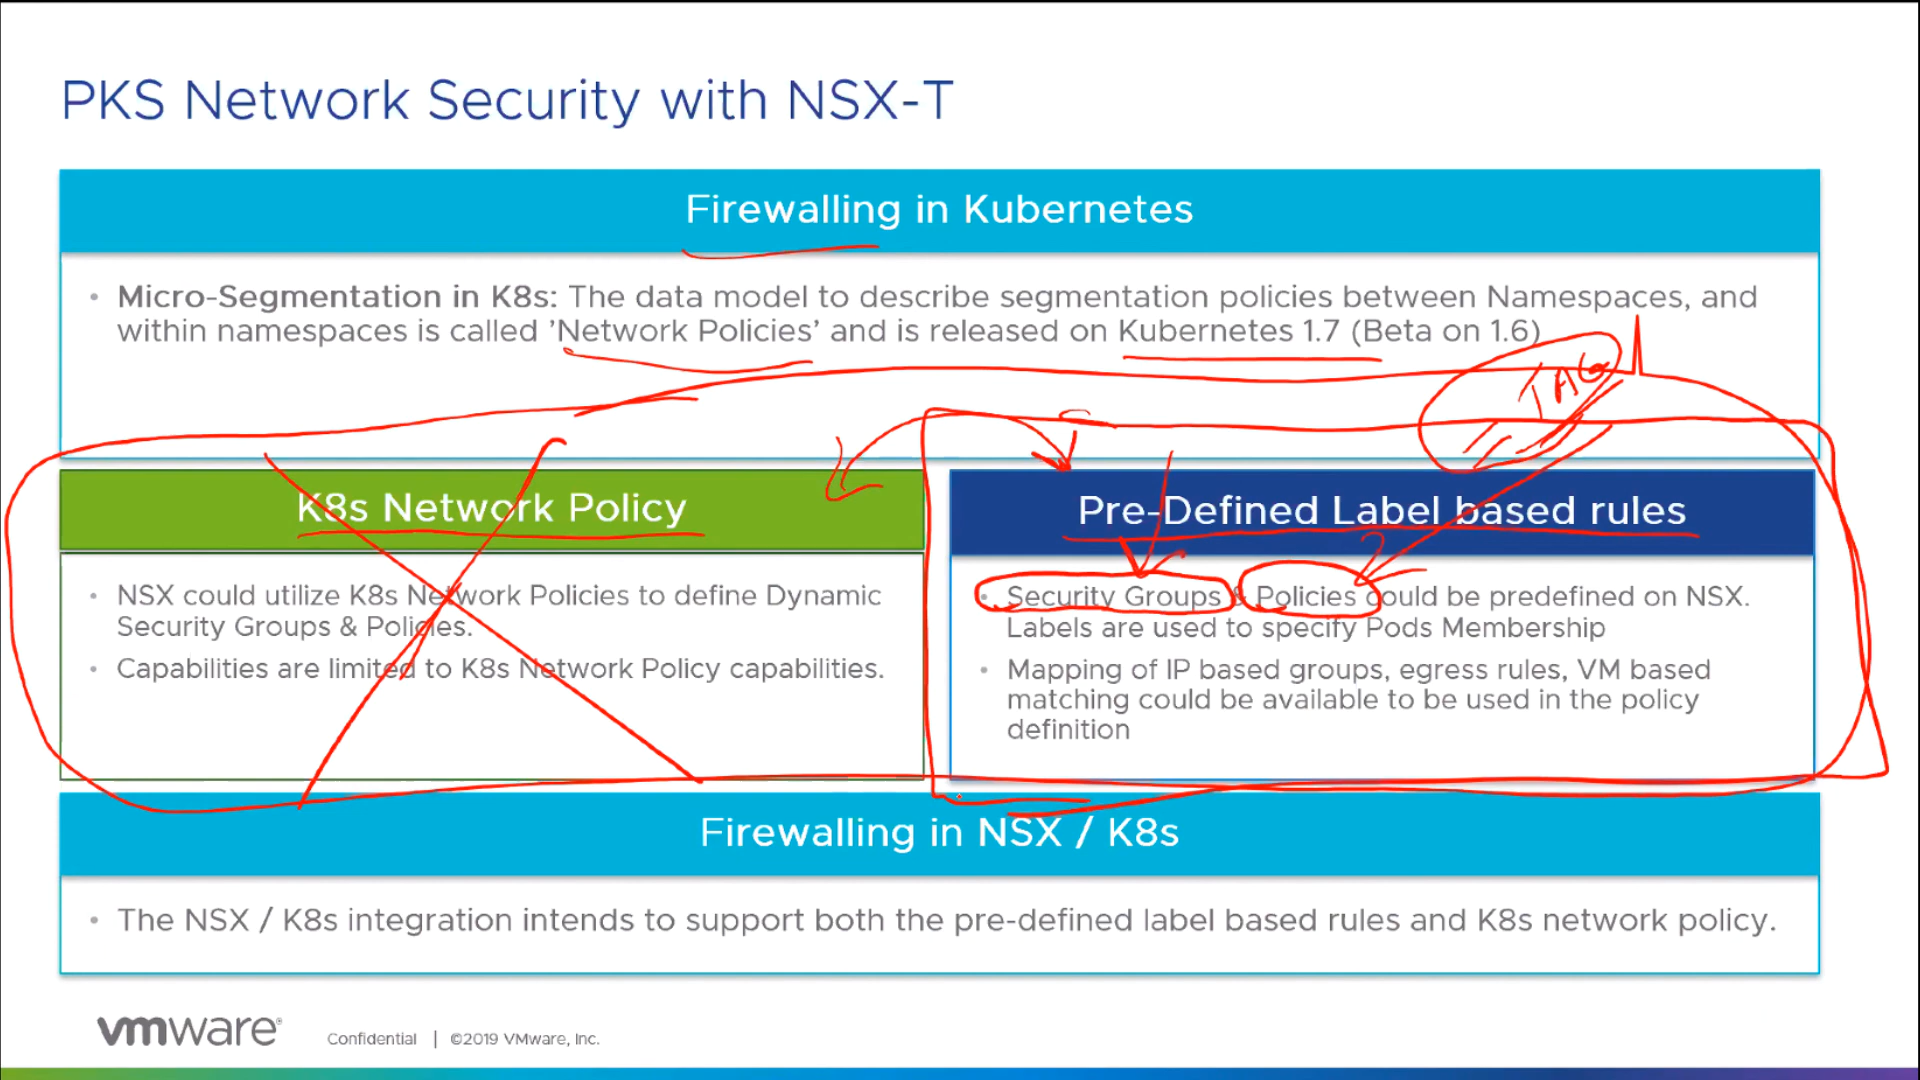 PKS Network Security with NSX-T
Firewalling in Kubernetes
• Micro-Segmentation in K8s: The data model to describe segmentation policies between Namespaces, and
within namespaces is called ’Network Policies’ and is released on Kubernetes 1.7 (Beta on 1.6)
TAG
K8s Network Policy
• NSX could utilize K8s Network Policies to define Dynamic
Security Groups & Policies.
• Capabilities are limited to K8s Network Policy capabilities.
Pre-Defined Label based rules
• Security Groups & Policies could be predefined on NSX.
Labels are used to specify Pods Membership
• Mapping of IP based groups, egress rules, VM based
matching could be available to be used in the policy
definition
Firewalling in NSX / K8s
• The NSX / K8s integration intends to support both the pre-defined label based rules and K8s network policy.
vmware®
Confidential | ©2019 VMware, Inc.